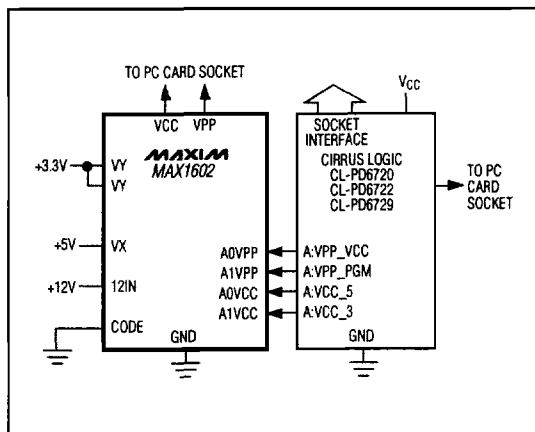 TO PC CARD SOCKET
VCC VPP
MAXIM
MAX1602
+3.3V
VY
VY
+5V
VX
+12V
12IN
CODE
GND
A0VPP
A1VPP
A0VCC
A1VCC
VCC
SOCKET
INTERFACE
CIRRUS LOGIC
CL-PD6720
CL-PD6722
CL-PD6729
A:VPP_VCC
A:VPP_PGM
A:VCC_5
A:VCC_3
GND
TO PC
CARD
SOCKET